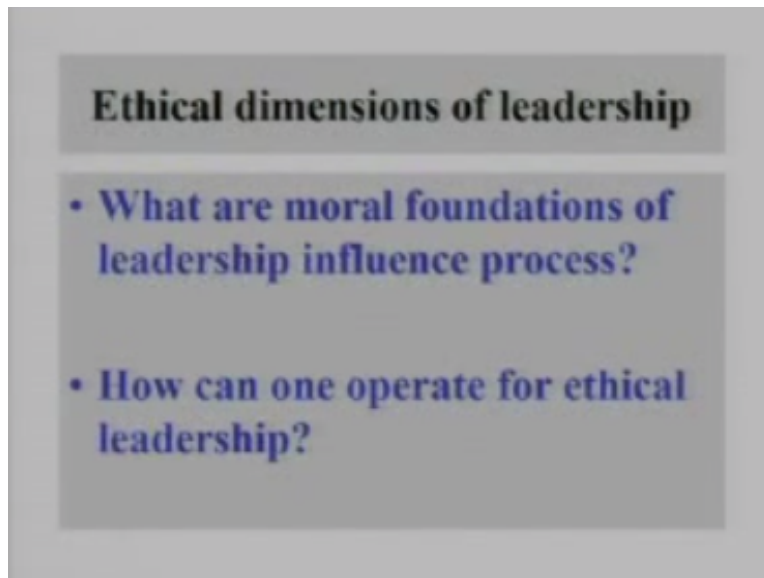 Ethical dimensions of leadership
• What are moral foundations of
leadership influence process?
• How can one operate for ethical
leadership?